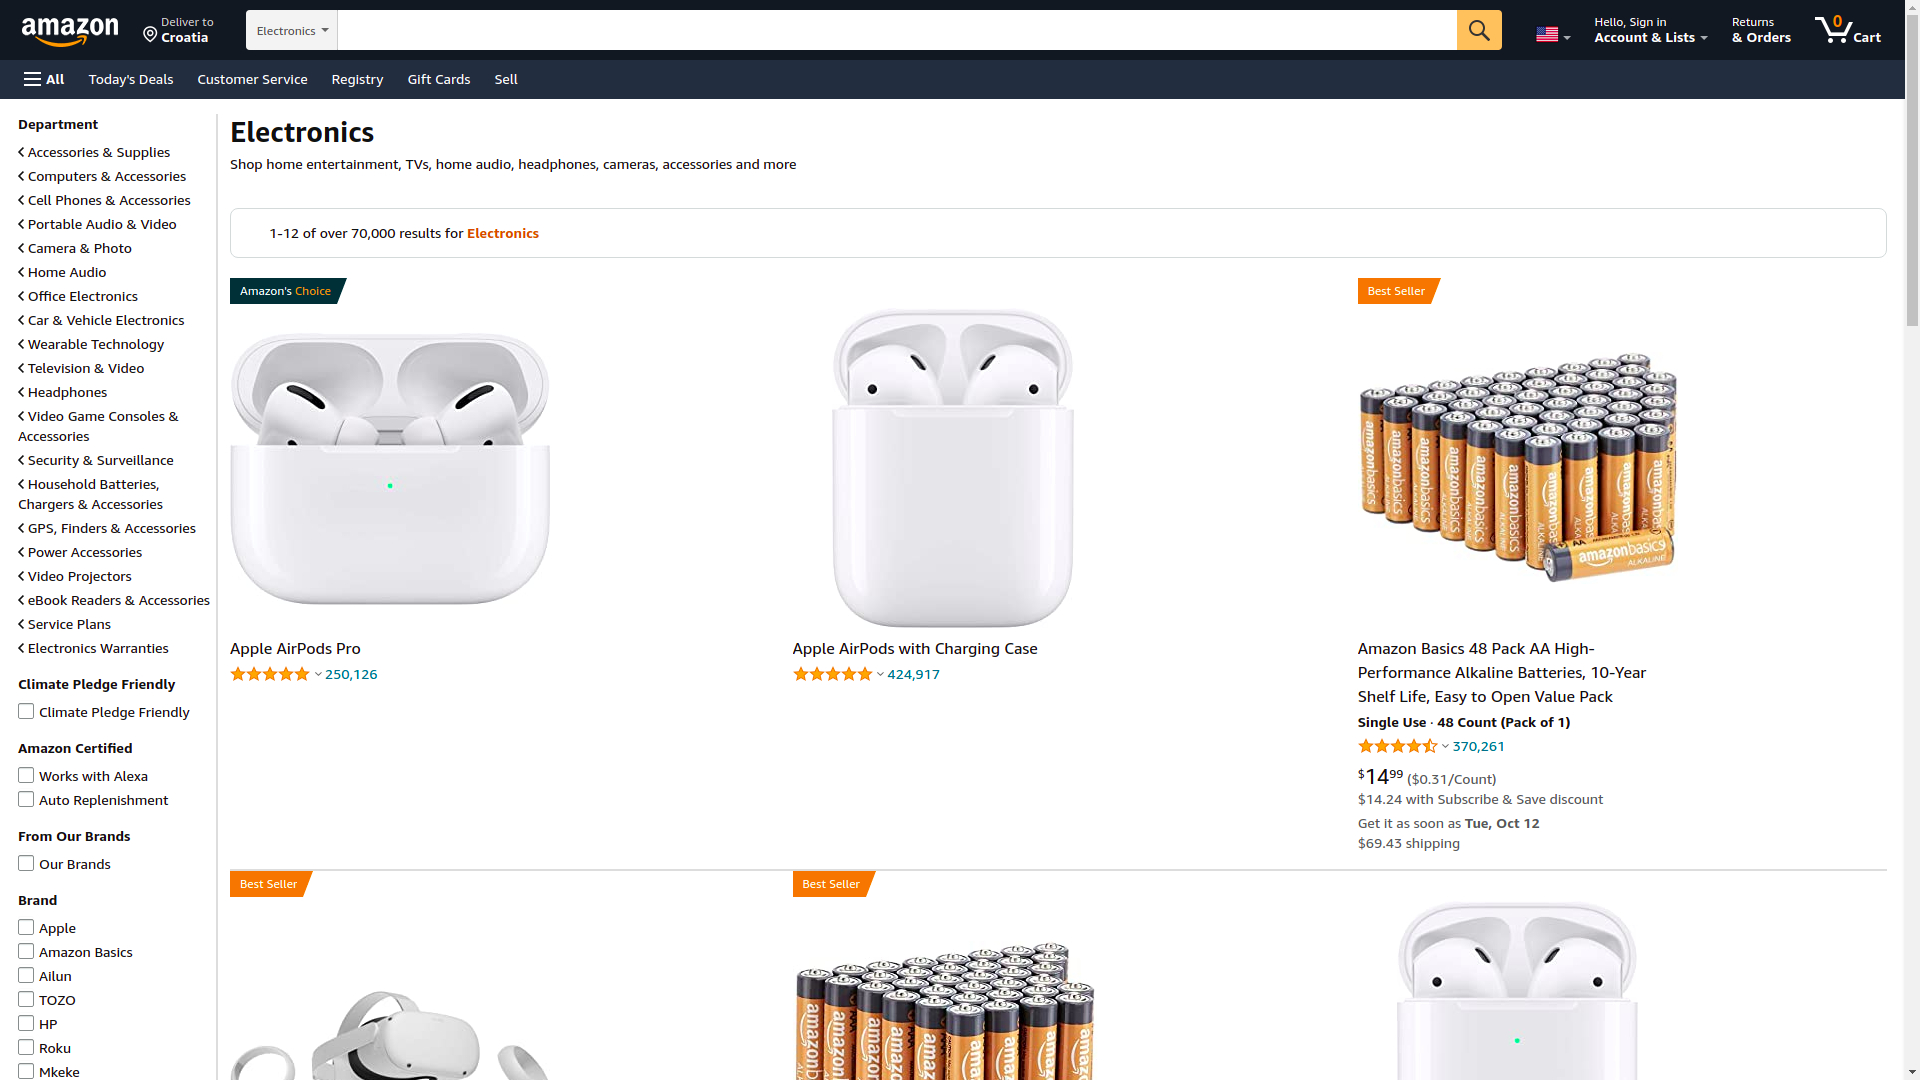 amazon
Deliver to
Croatia
Electronics
Hello, Sign in
Account & Lists
Returns
& Orders
0
Cart
All
Today's Deals
Customer Service
Registry
Gift Cards
Sell
Department
Accessories & Supplies
Computers & Accessories
Cell Phones & Accessories
Portable Audio & Video
Camera & Photo
Home Audio
Office Electronics
Car & Vehicle Electronics
Wearable Technology
Television & Video
Headphones
Video Game Consoles &
Accessories
Security & Surveillance
Household Batteries,
Chargers & Accessories
GPS, Finders & Accessories
Power Accessories
Video Projectors
eBook Readers & Accessories
Service Plans
Electronics Warranties
Climate Pledge Friendly
Climate Pledge Friendly
Amazon Certified
Works with Alexa
Auto Replenishment
From Our Brands
Our Brands
Brand
Apple
Amazon Basics
Ailun
TOZO
HP
Roku
Mkeke
Electronics
Shop home entertainment, TVs, home audio, headphones, cameras, accessories and more
1-12 of over 70,000 results for Electronics
Amazon's Choice
Apple AirPods Pro
250,126
Apple AirPods with Charging Case
424,917
Best Seller
amazonbasics
ALKALINE
AA
Amazon Basics 48 Pack AA High-
Performance Alkaline Batteries, 10-Year
Shelf Life, Easy to Open Value Pack
Single Use · 48 Count (Pack of 1)
370,261
$1499 ($0.31/Count)
$14.24 with Subscribe & Save discount
Get it as soon as Tue, Oct 12
$69.43 shipping
Best Seller
Best Seller